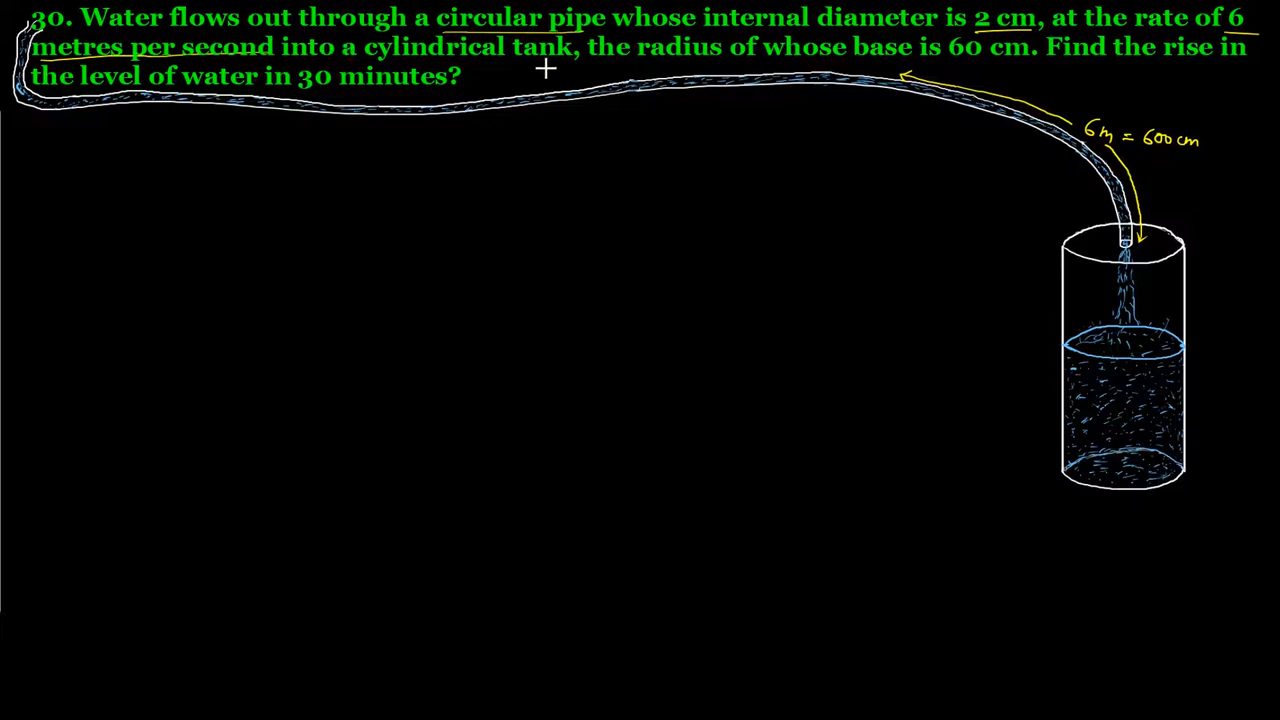 30. Water flows out through a circular pipe whose internal diameter is 2 cm, at the rate of 6
metres per second into a cylindrical tank, the radius of whose base is 60 cm. Find the rise in
the level of water in 30 minutes?
6m = 600cm